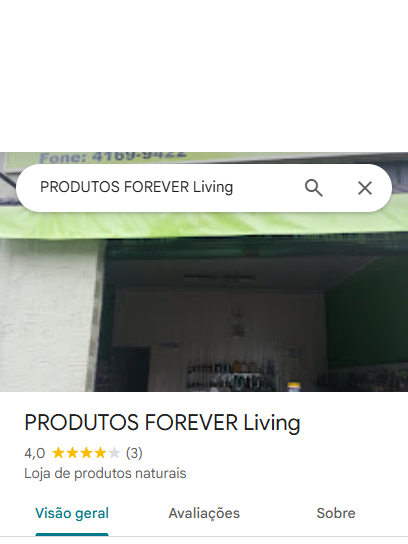 Fone: 4169-9422
PRODUTOS FOREVER Living
PRODUTOS FOREVER Living
4,0 (3)
Loja de produtos naturais
Visão geral Avaliações Sobre